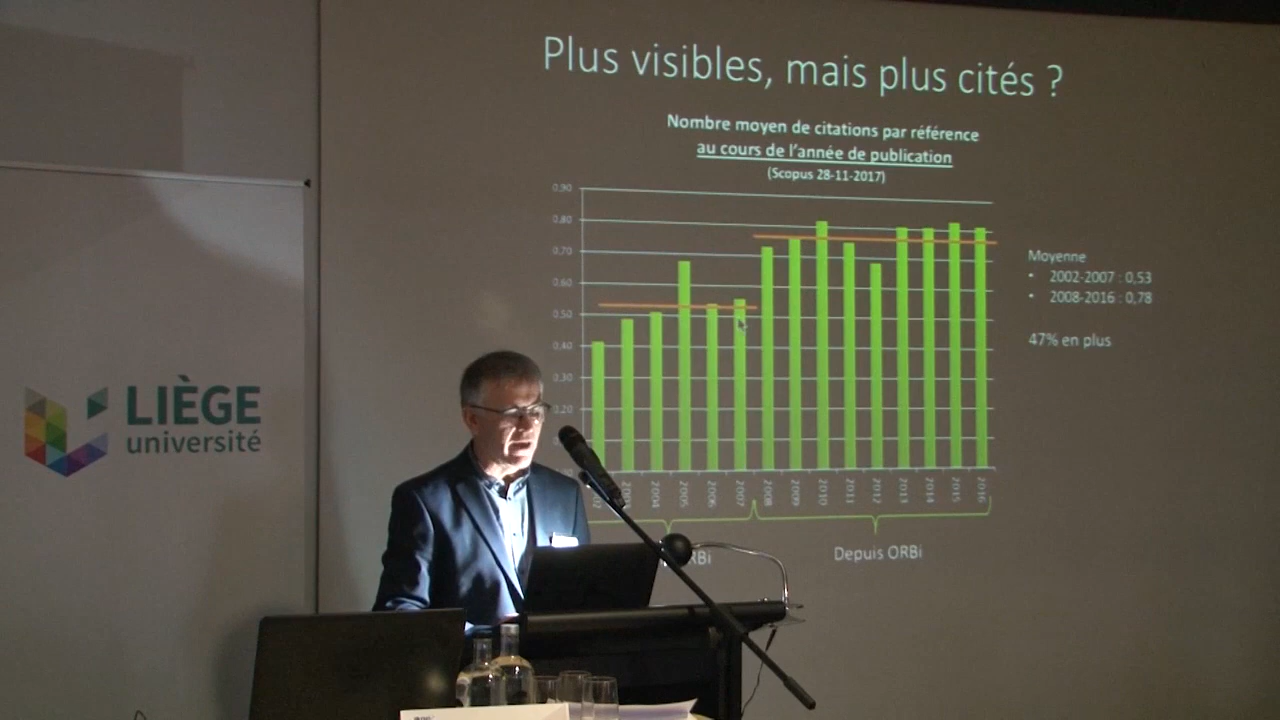 Plus visibles, mais plus cités ?
Nombre moyen de citations par référence
au cours de l'année de publication
(Scopus 28-11-2017)
0,90
0,80
0,70
0,60
0,50
0,40
0,30
0,20
Moyenne
• 2002-2007 : 0,53
• 2008-2016 : 0,78
47% en plus
2004
2005
2006
2007
2008
2009
2010
2011
2012
2013
2014
2015
2016
Depuis ORBi
LIÈGE
université